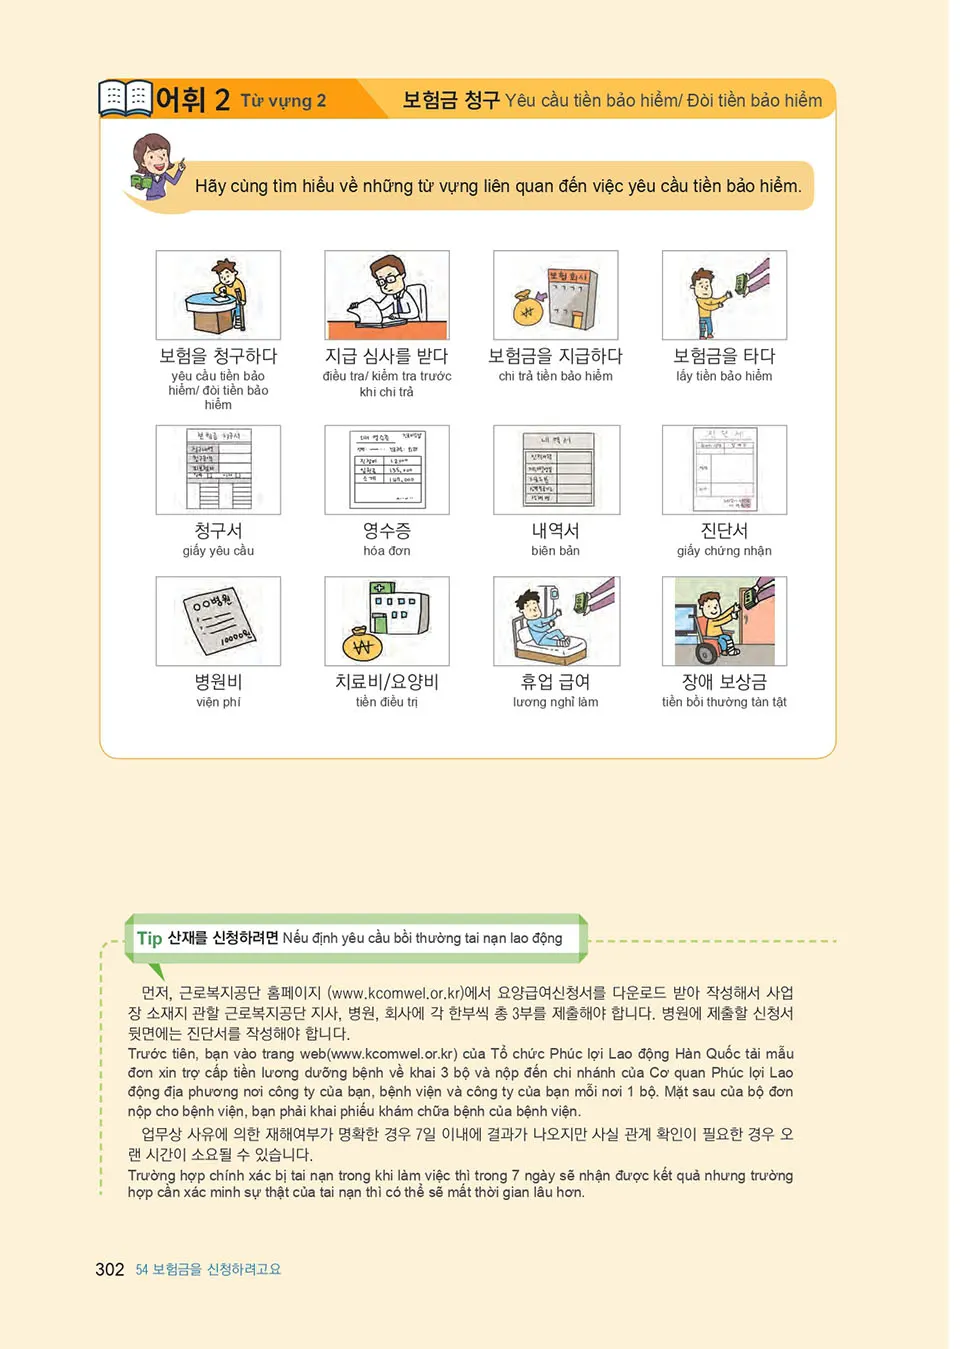 어휘 2 Từ vựng 2 보험금 청구 Yêu cầu tiền bảo hiểm/ Đòi tiền bảo hiểm
Hãy cùng tìm hiểu về những từ vựng liên quan đến việc yêu cầu tiền bảo hiểm.
보험회사
보험을 청구하다 지급 심사를 받다 보험금을 지급하다 보험금을 타다
yêu cầu tiền bảo điều tra/ kiểm tra trước chi trả tiền bảo hiểm lấy tiền bảo hiểm
hiểm/ đòi tiền bảo khi chi trả
hiểm
보험금 청구서 영수증 내역서 진단서
청구서 영수증 내역서 진단서
giấy yêu cầu hóa đơn biên bản giấy chứng nhận
○○병원
10000원
병원비 치료비/요양비 휴업 급여 장애 보상금
viện phí tiền điều trị lương nghỉ làm tiền bồi thường tàn tật
Tip 산재를 신청하려면 Nếu định yêu cầu bồi thường tai nạn lao động
먼저, 근로복지공단 홈페이지 (www.kcomwel.or.kr)에서 요양급여신청서를 다운로드 받아 작성해서 사업
장 소재지 관할 근로복지공단 지사, 병원, 회사에 각 한부씩 총 3부를 제출해야 합니다. 병원에 제출할 신청서
뒷면에는 진단서를 작성해야 합니다.
Trước tiên, bạn vào trang web(www.kcomwel.or.kr) của Tổ chức Phúc lợi Lao động Hàn Quốc tải mẫu
đơn xin trợ cấp tiền lương dưỡng bệnh về khai 3 bộ và nộp đến chi nhánh của Cơ quan Phúc lợi Lao
động địa phương nơi công ty của bạn, bệnh viện và công ty của bạn mỗi nơi 1 bộ. Mặt sau của bộ đơn
nộp cho bệnh viện, bạn phải khai phiếu khám chữa bệnh của bệnh viện.
업무상 사유에 의한 재해여부가 명확한 경우 7일 이내에 결과가 나오지만 사실 관계 확인이 필요한 경우 오
랜 시간이 소요될 수 있습니다.
Trường hợp chính xác bị tai nạn trong khi làm việc thì trong 7 ngày sẽ nhận được kết quả nhưng trường
hợp cần xác minh sự thật của tai nạn thì có thể sẽ mất thời gian lâu hơn.
302 54 보험금을 신청하려고요